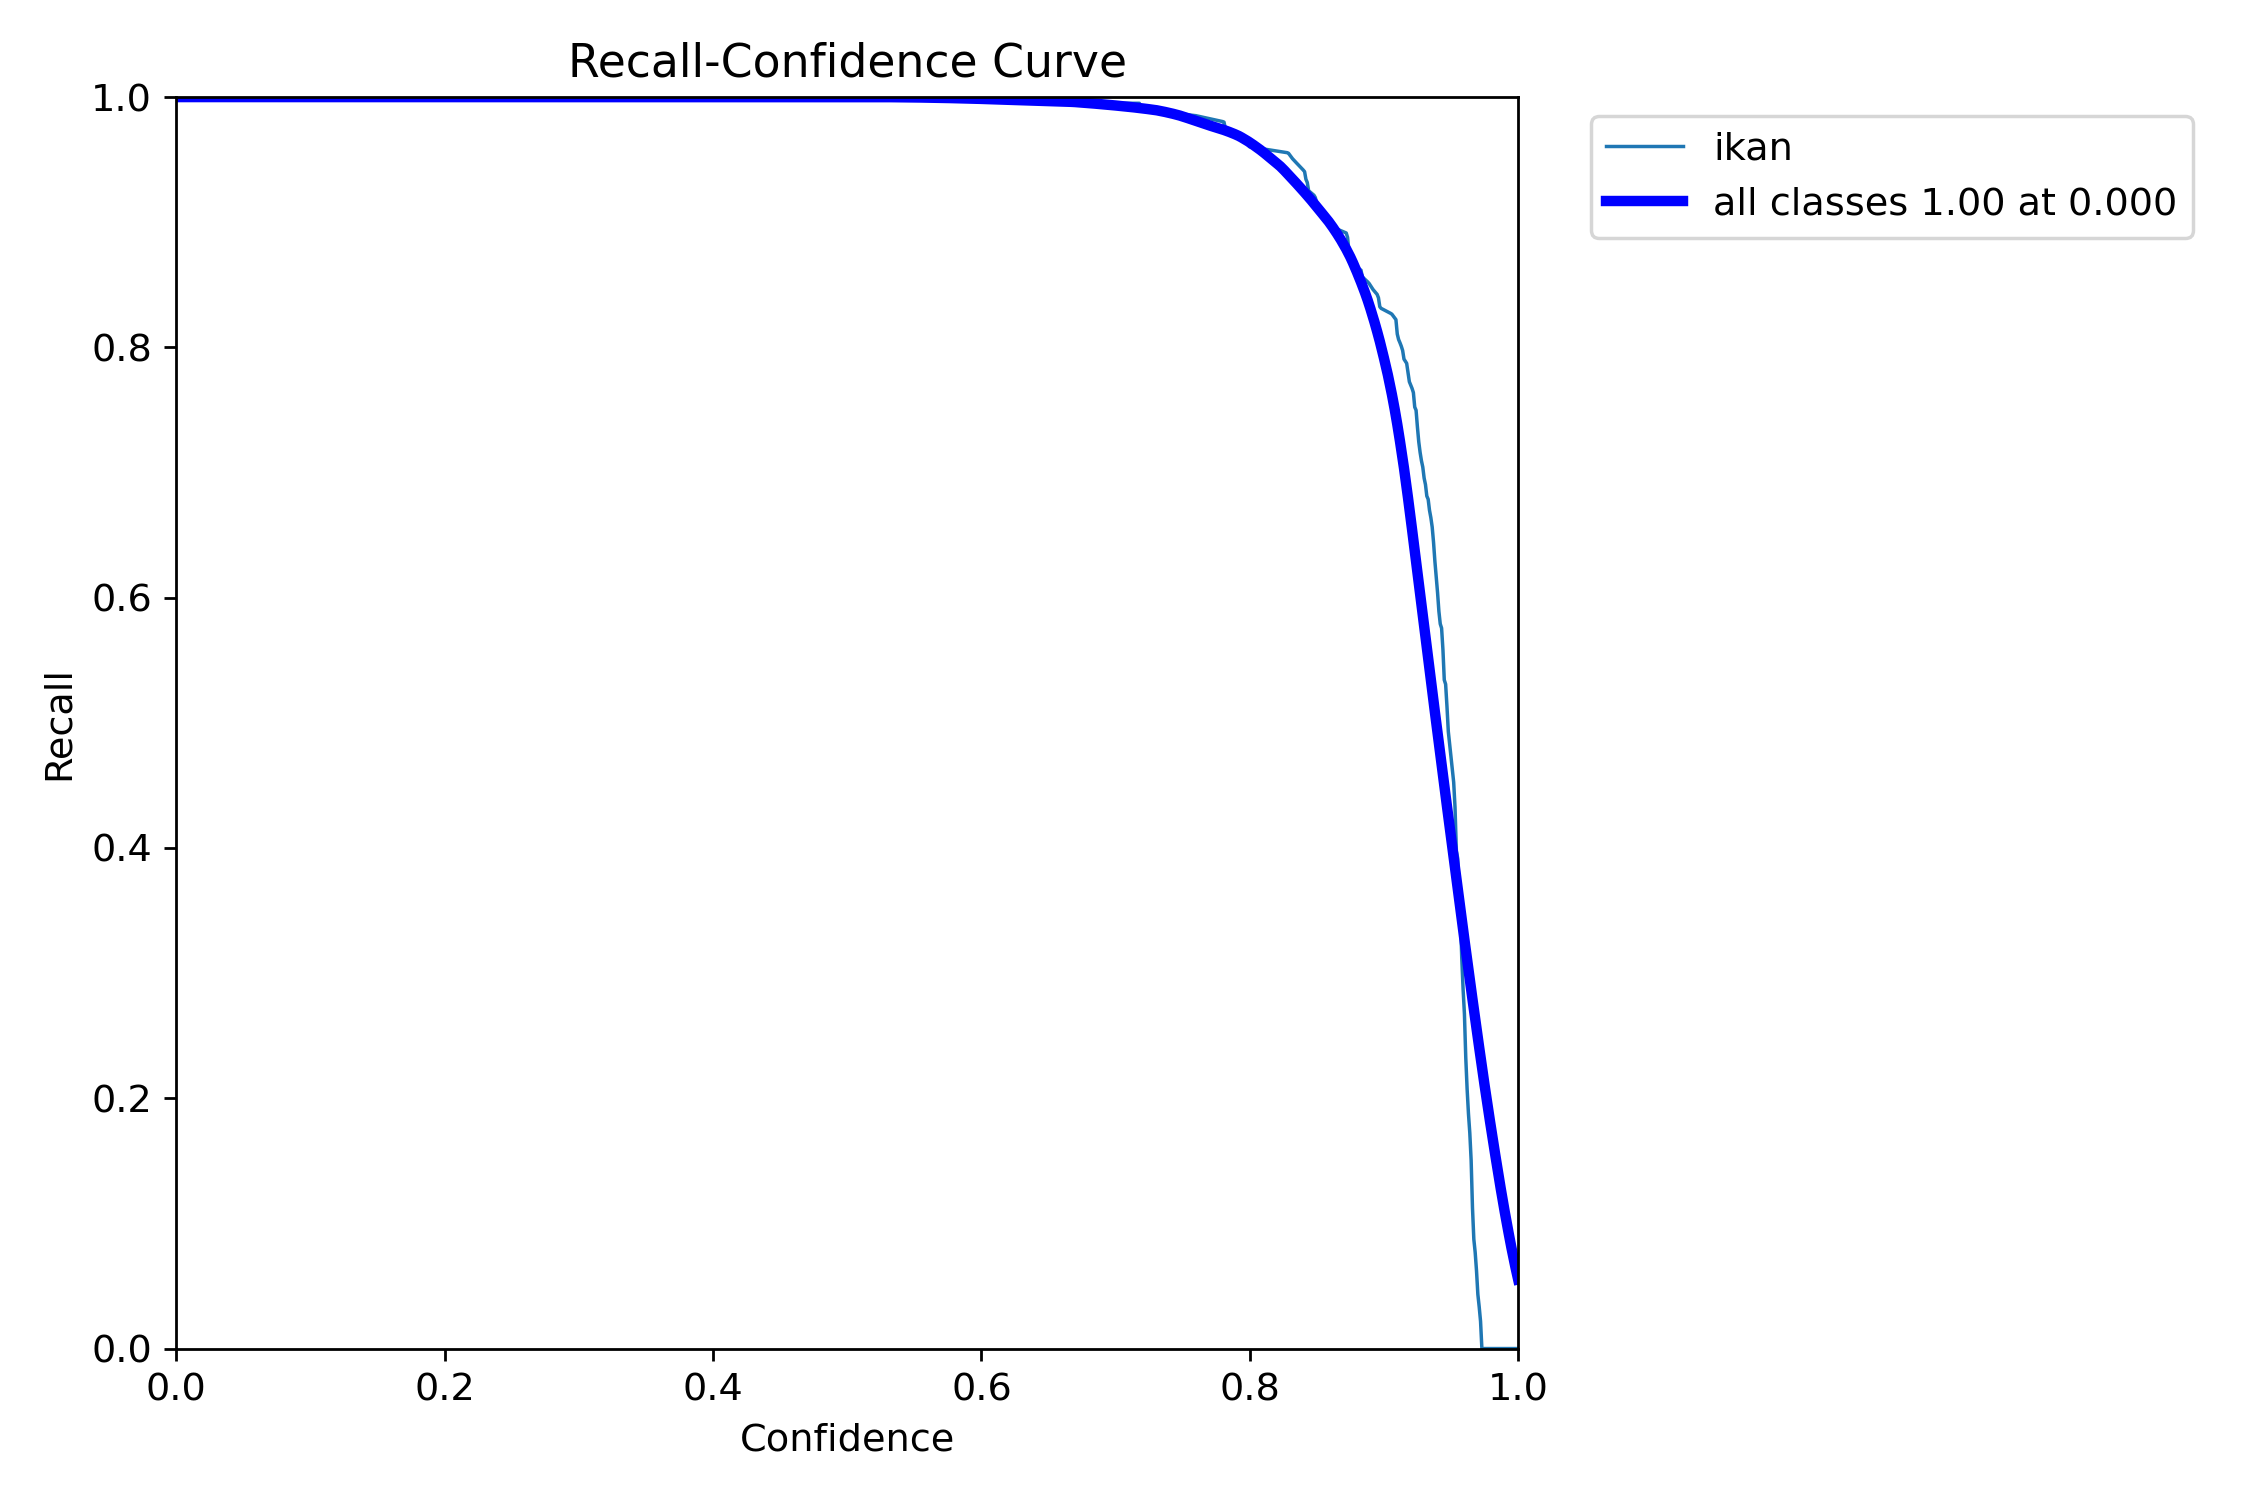 Recall-Confidence Curve
ikan
all classes 1.00 at 0.000
1.0
0.8
0.6
0.4
0.2
0.0
Recall
0.0 0.2 0.4 0.6 0.8 1.0
Confidence